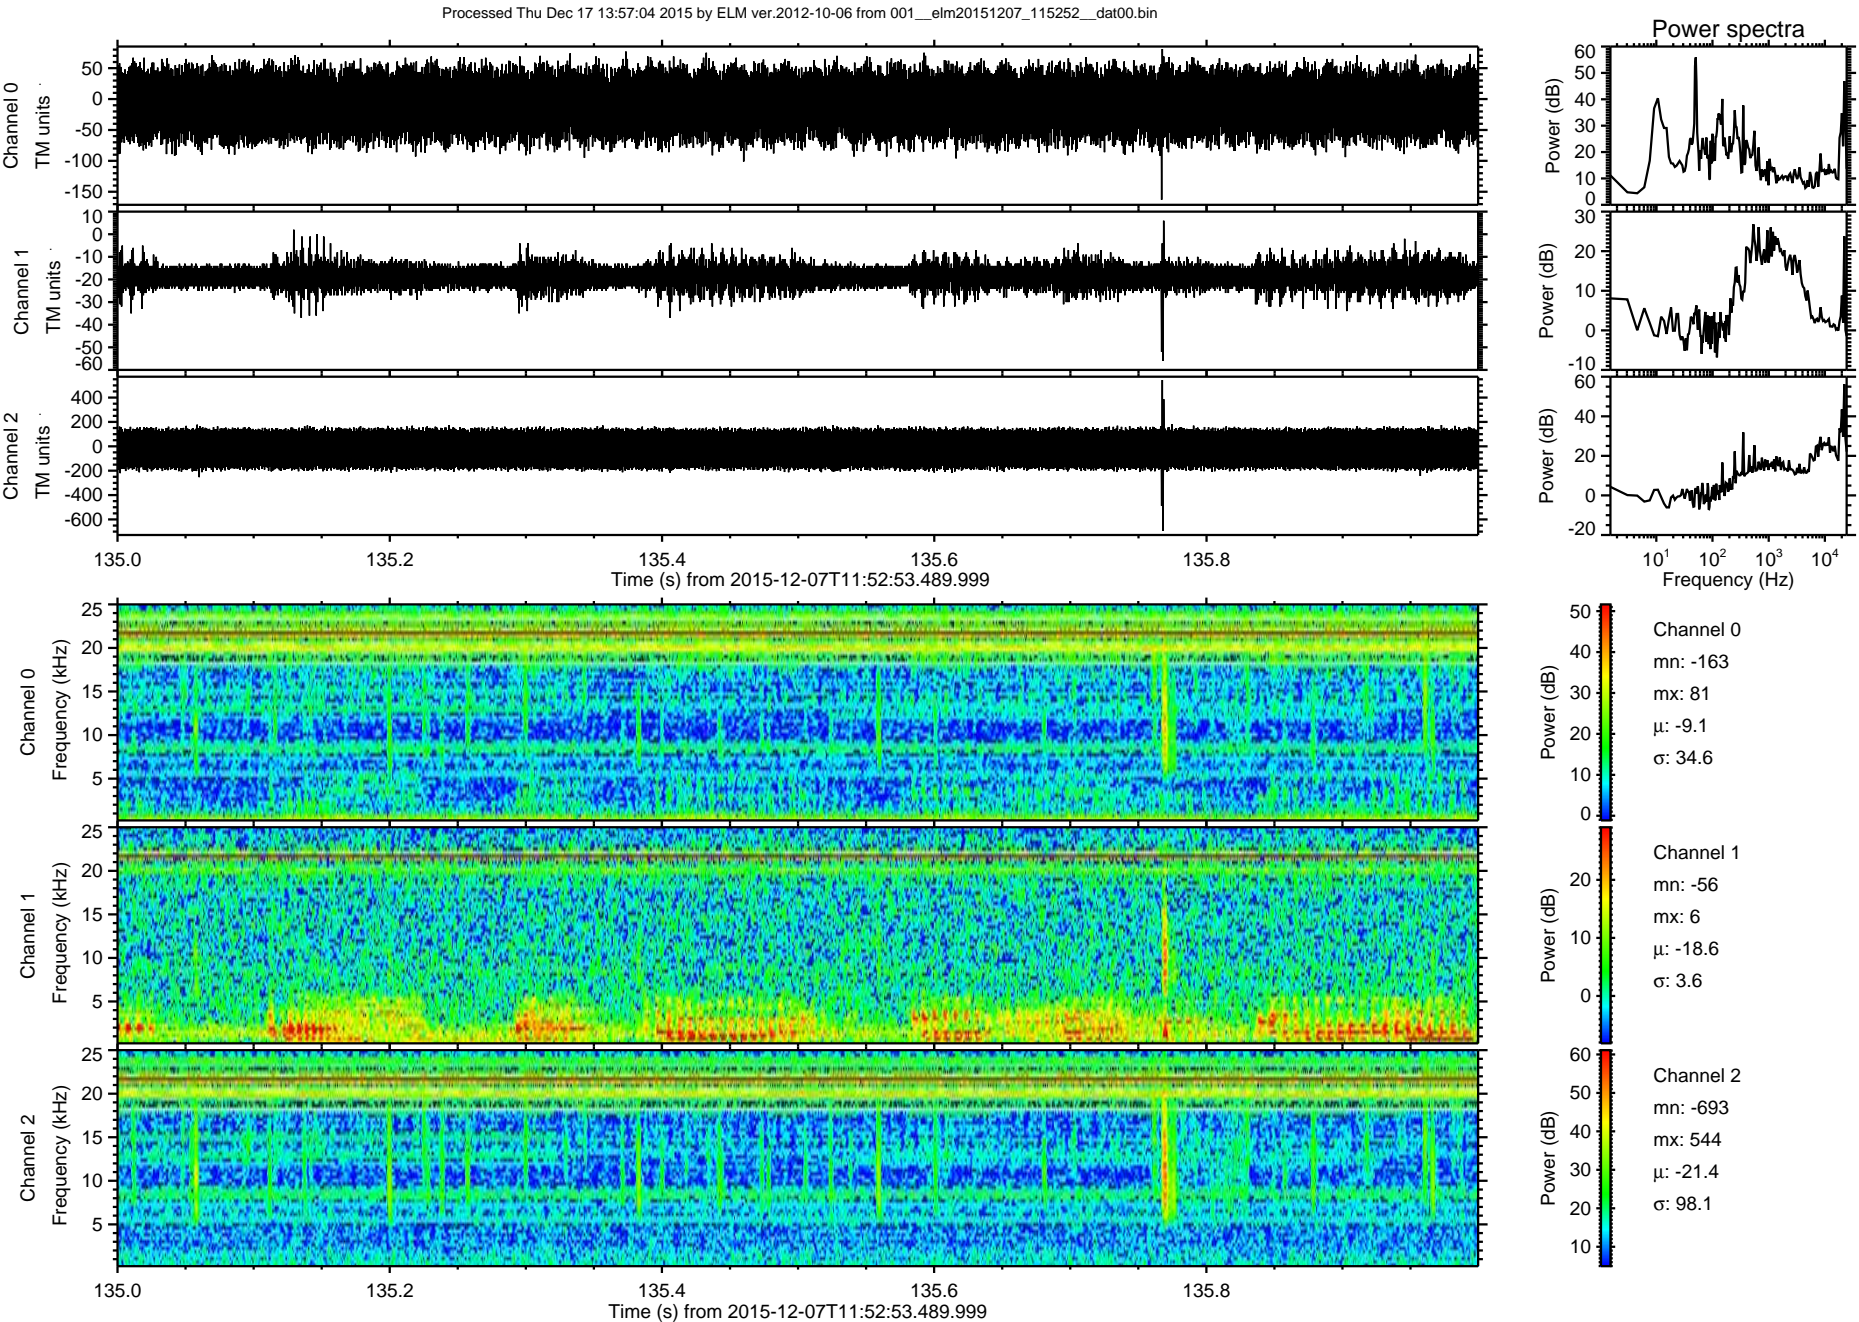 Processed Thu Dec 17 13:57:04 2015 by ELM ver.2012-10-06 from 001__elm20151207_115252__dat00.bin
Power spectra
Channel 0
TM units
50
0
-50
-100
-150
Power (dB)
60
50
40
30
20
10
0
Channel 1
TM units
10
0
-10
-20
-30
-40
-50
-60
Power (dB)
30
20
10
0
-10
Channel 2
TM units
400
200
0
-200
-400
-600
Power (dB)
60
40
20
0
-20
135.0 135.2 135.4 135.6 135.8
Time (s) from 2015-12-07T11:52:53.489.999
10^1 10^2 10^3 10^4
Frequency (Hz)
Channel 0
Frequency (kHz)
25
20
15
10
5
Power (dB)
50
40
30
20
10
0
Channel 0
mn: -163
mx: 81
μ: -9.1
σ: 34.6
Channel 1
Frequency (kHz)
25
20
15
10
5
Power (dB)
20
10
0
Channel 1
mn: -56
mx: 6
μ: -18.6
σ: 3.6
Channel 2
Frequency (kHz)
25
20
15
10
5
Power (dB)
60
50
40
30
20
10
Channel 2
mn: -693
mx: 544
μ: -21.4
σ: 98.1
135.0 135.2 135.4 135.6 135.8
Time (s) from 2015-12-07T11:52:53.489.999